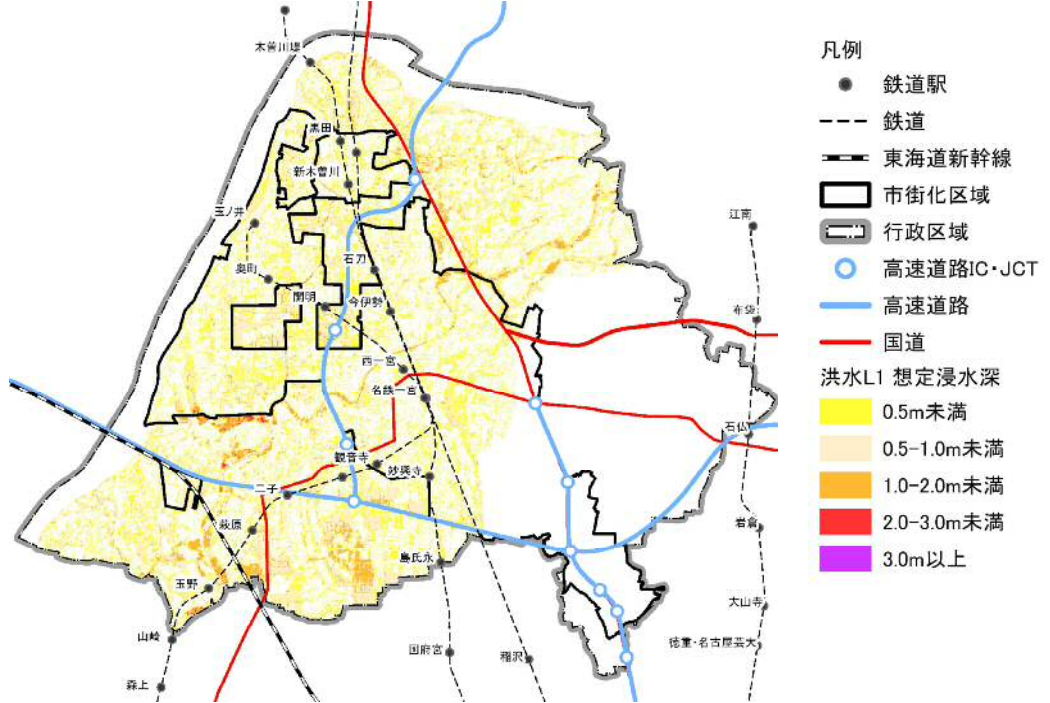 木曽川堤
黒田
新木曽川
玉ノ井
江南
石刀
奥町
開明
今伊勢
布袋
西一宮
名鉄一宮
石仏
観音寺
妙興寺
二子
萩原
岩倉
島氏永
玉野
大山寺
山崎
国府宮
稲沢
徳重・名古屋芸大
森上
凡例
鉄道駅
鉄道
東海道新幹線
市街化区域
行政区域
高速道路IC・JCT
高速道路
国道
洪水L1 想定浸水深
0.5m未満
0.5-1.0m未満
1.0-2.0m未満
2.0-3.0m未満
3.0m以上